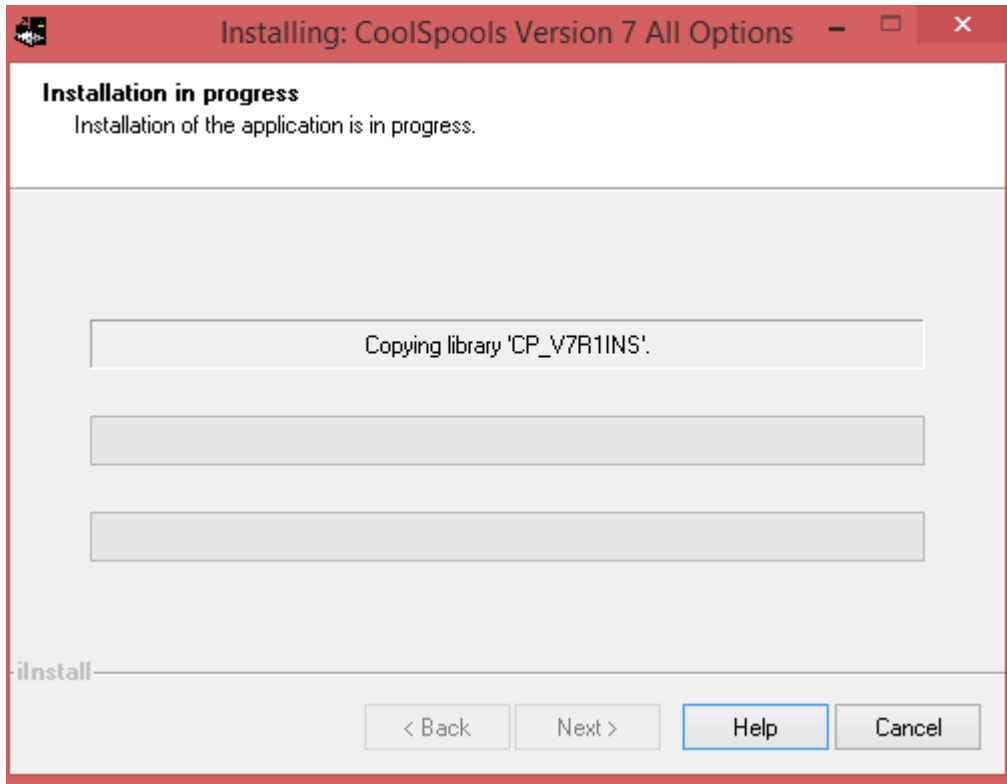 Installing: CoolSpools Version 7 All Options
Installation in progress
Installation of the application is in progress.
Copying library 'CP_V7R1INS'.
iInstall
< Back Next > Help Cancel